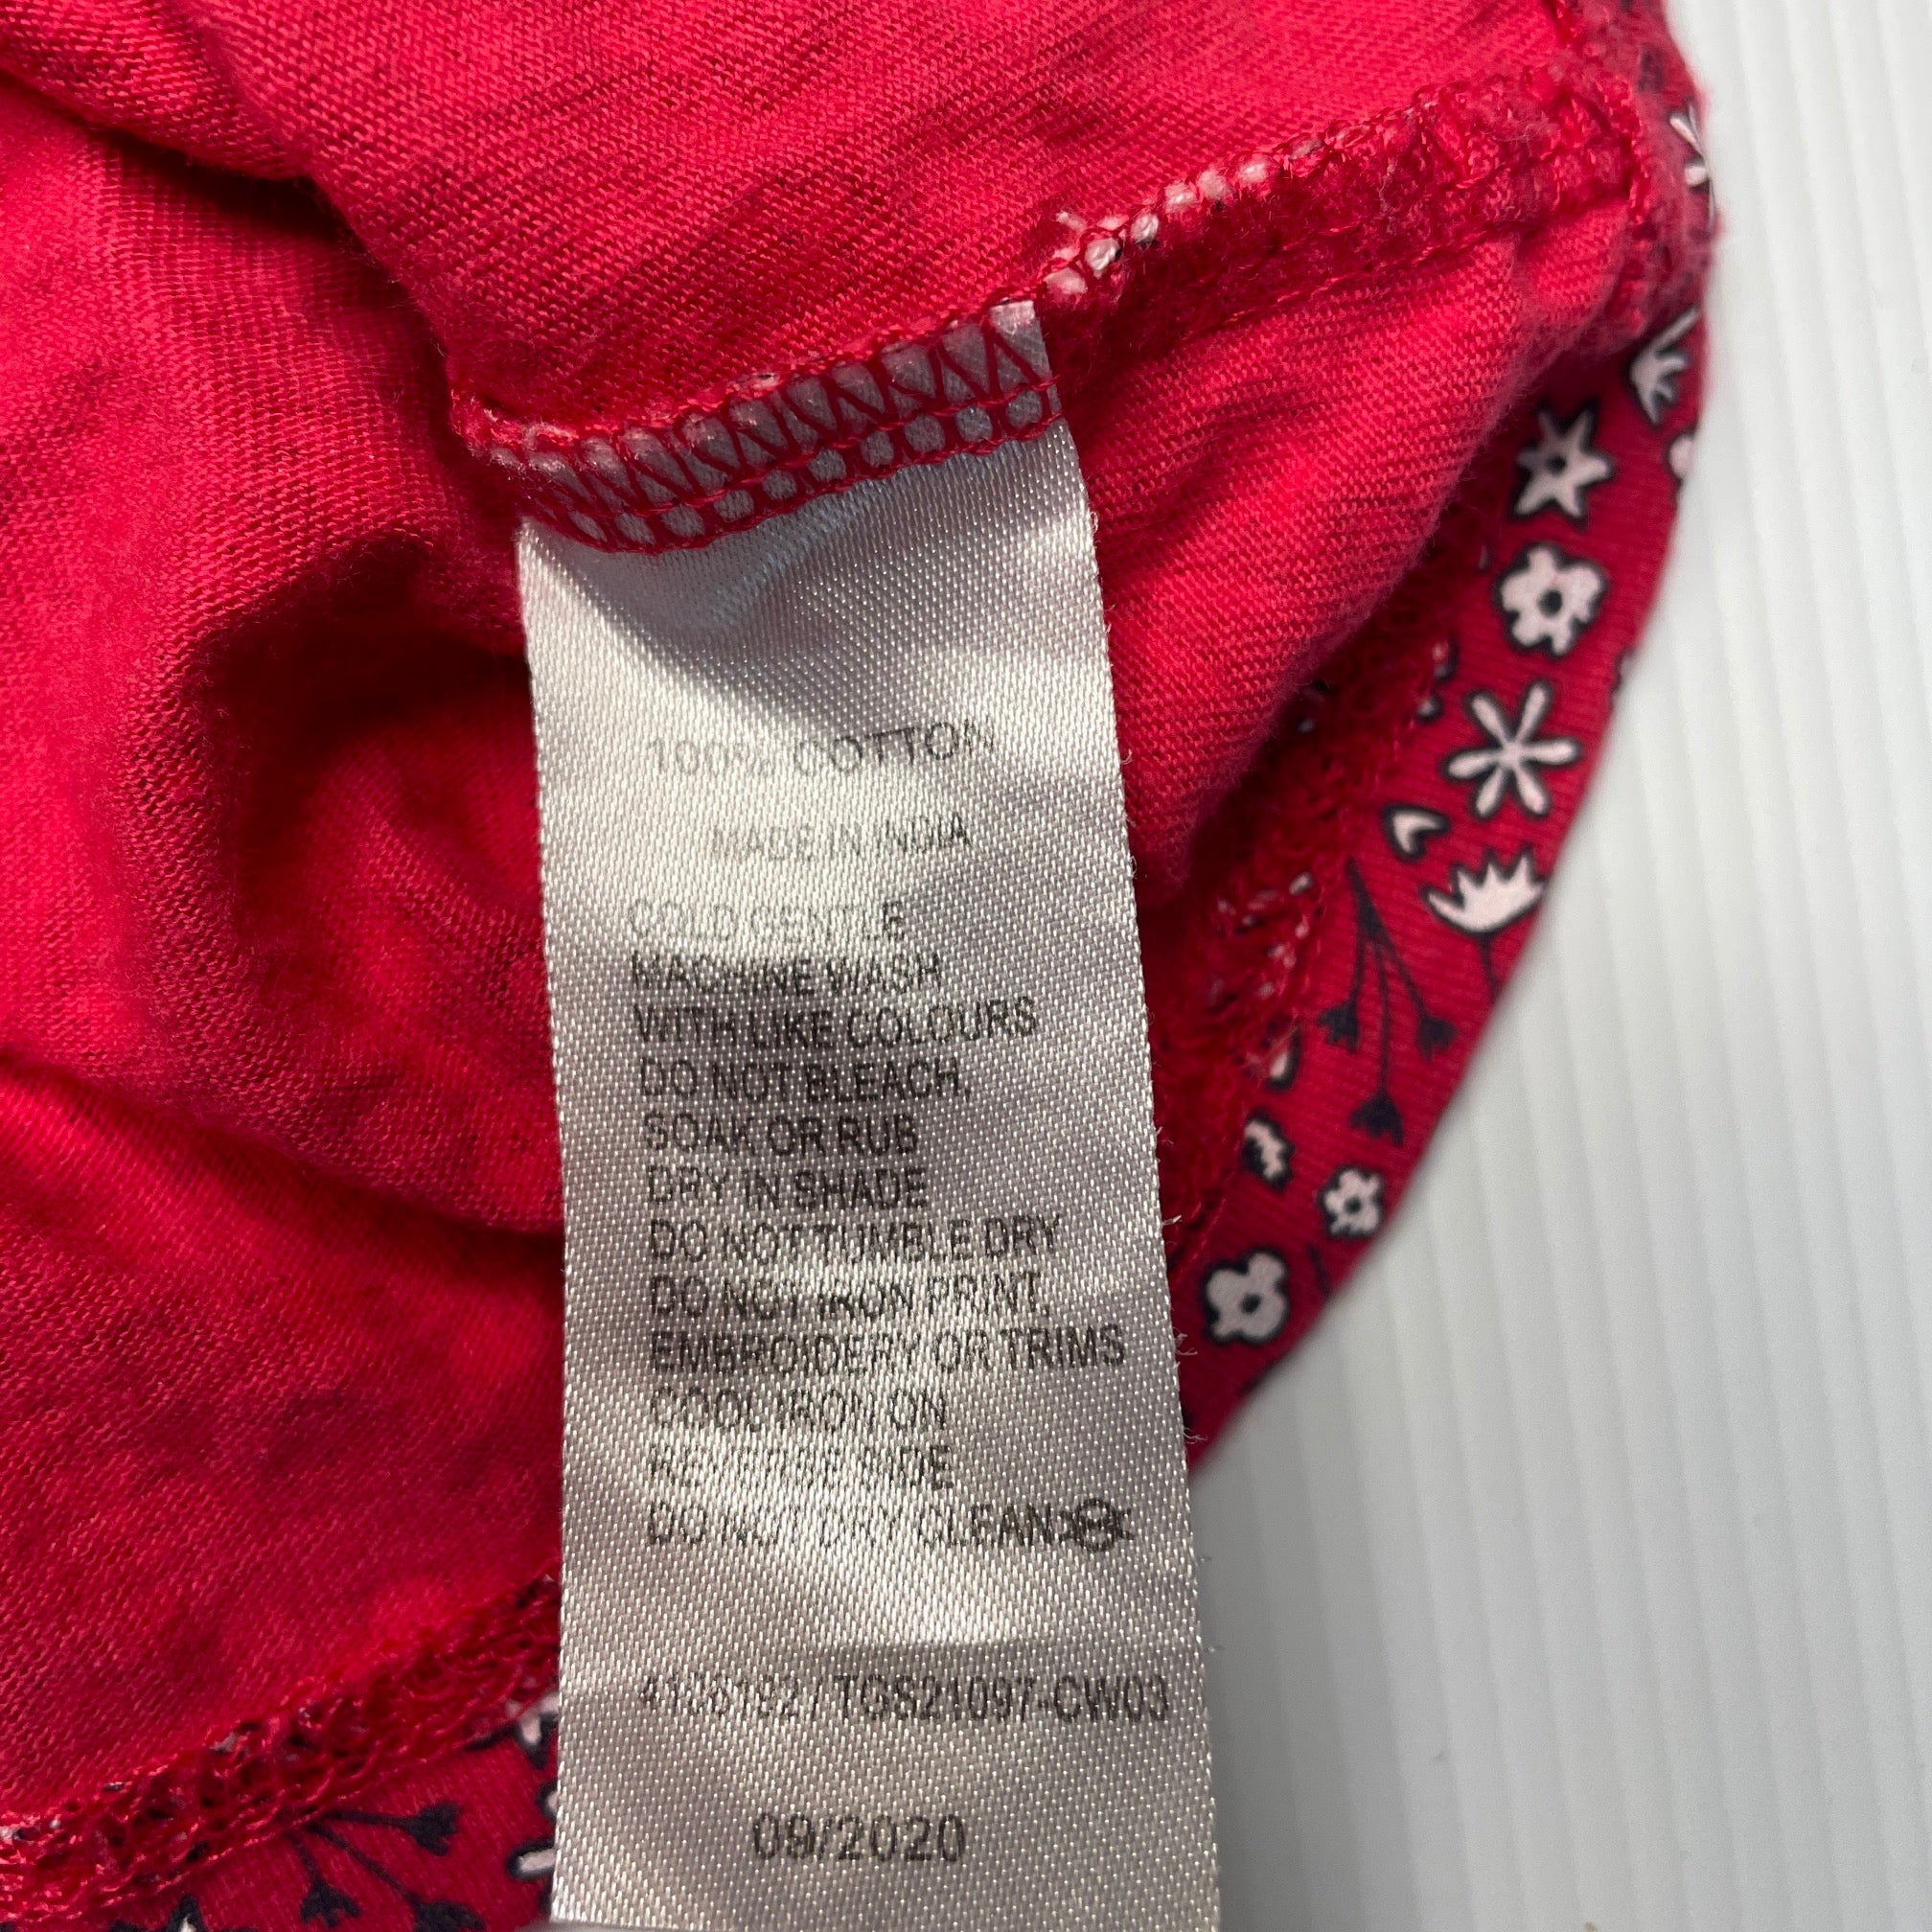 100% COTTON
MADE IN INDIA
COLD GENTLE
MACHINE WASH
WITH LIKE COLOURS
DO NOT BLEACH
SOAK OR RUB
DRY IN SHADE
DO NOT TUMBLE DRY
DO NOT IRON PRINT
EMBROIDERY OR TRIMS
COOL IRON ON
REVERSE SIDE
DO NOT DRY CLEAN
TGS21097-CW03
09/2020